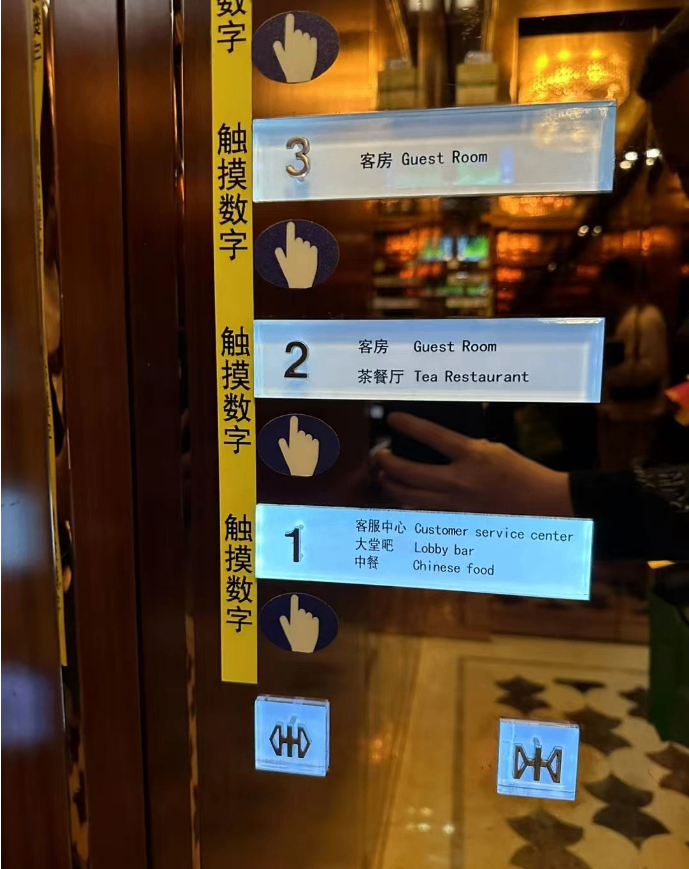 数字
触摸数字
3 客房 Guest Room
触摸数字
2 客房 Guest Room
茶餐厅 Tea Restaurant
触摸数字
1 客服中心 Customer service center
大堂吧 Lobby bar
中餐 Chinese food